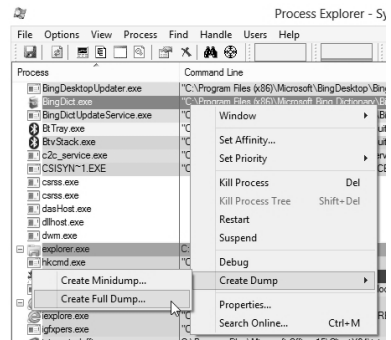 Process Explorer - Sy
File Options View Process Find Handle Users Help
Process Command Line
BingDesktopUpdater.exe "C:\Program Files (x86)\Microsoft\BingDesktop\Bin
BingDict.exe "C:\Program Files (x86)\Microsoft Bing Dictionary\
BingDictUpdateService.exe "C
BtTray.exe "C
BtvStack.exe "C
c2c_service.exe "C
CSISYN~1.EXE "C
csrss.exe
csrss.exe
dasHost.exe
dllhost.exe
dwm.exe
explorer.exe C:
hkcmd.exe "C
iexplore.exe "C
igfxpers.exe "C
Window
Set Affinity...
Set Priority
Kill Process Del
Kill Process Tree Shift+Del
Restart
Suspend
Debug
Create Dump
Properties...
Search Online... Ctrl+M
Create Minidump...
Create Full Dump...